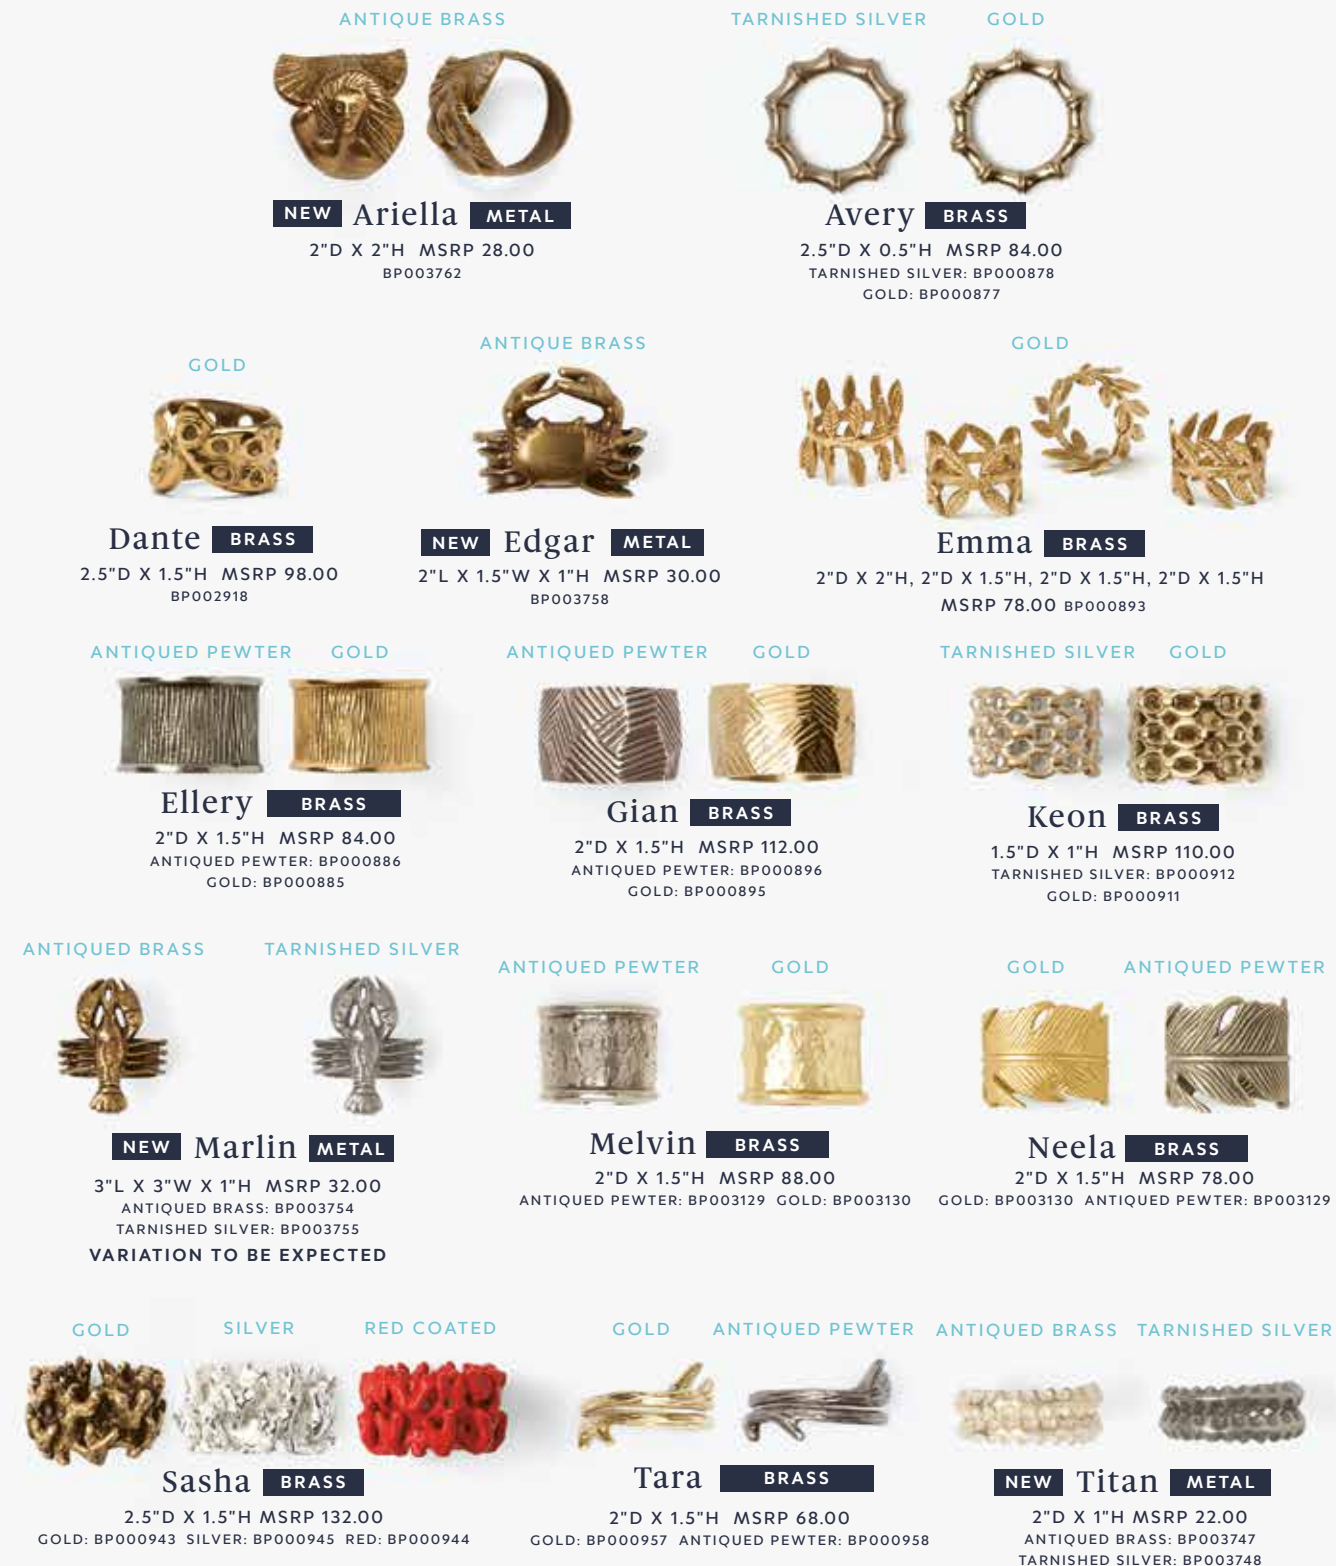 ANTIQUE BRASS
NEW Ariella METAL
2"D X 2"H MSRP 28.00
BP003762
TARNISHED SILVER GOLD
Avery BRASS
2.5"D X 0.5"H MSRP 84.00
TARNISHED SILVER: BP000878
GOLD: BP000877
GOLD
Dante BRASS
2.5"D X 1.5"H MSRP 98.00
BP002918
ANTIQUE BRASS
NEW Edgar METAL
2"L X 1.5"W X 1"H MSRP 30.00
BP003758
GOLD
Emma BRASS
2"D X 2"H, 2"D X 1.5"H, 2"D X 1.5"H, 2"D X 1.5"H
MSRP 78.00 BP000893
ANTIQUED PEWTER GOLD
Ellery BRASS
2"D X 1.5"H MSRP 84.00
ANTIQUED PEWTER: BP000886
GOLD: BP000885
ANTIQUED PEWTER GOLD
Gian BRASS
2"D X 1.5"H MSRP 112.00
ANTIQUED PEWTER: BP000896
GOLD: BP000895
TARNISHED SILVER GOLD
Keon BRASS
1.5"D X 1"H MSRP 110.00
TARNISHED SILVER: BP000912
GOLD: BP000911
ANTIQUED BRASS TARNISHED SILVER
NEW Marlin METAL
3"L X 3"W X 1"H MSRP 32.00
ANTIQUED BRASS: BP003754
TARNISHED SILVER: BP003755
VARIATION TO BE EXPECTED
ANTIQUED PEWTER GOLD
Melvin BRASS
2"D X 1.5"H MSRP 88.00
ANTIQUED PEWTER: BP003129 GOLD: BP003130
GOLD ANTIQUED PEWTER
Neela BRASS
2"D X 1.5"H MSRP 78.00
GOLD: BP003130 ANTIQUED PEWTER: BP003129
GOLD SILVER RED COATED
Sasha BRASS
2.5"D X 1.5"H MSRP 132.00
GOLD: BP000943 SILVER: BP000945 RED: BP000944
GOLD ANTIQUED PEWTER
Tara BRASS
2"D X 1.5"H MSRP 68.00
GOLD: BP000957 ANTIQUED PEWTER: BP000958
ANTIQUED BRASS TARNISHED SILVER
NEW Titan METAL
2"D X 1"H MSRP 22.00
ANTIQUED BRASS: BP003747
TARNISHED SILVER: BP003748